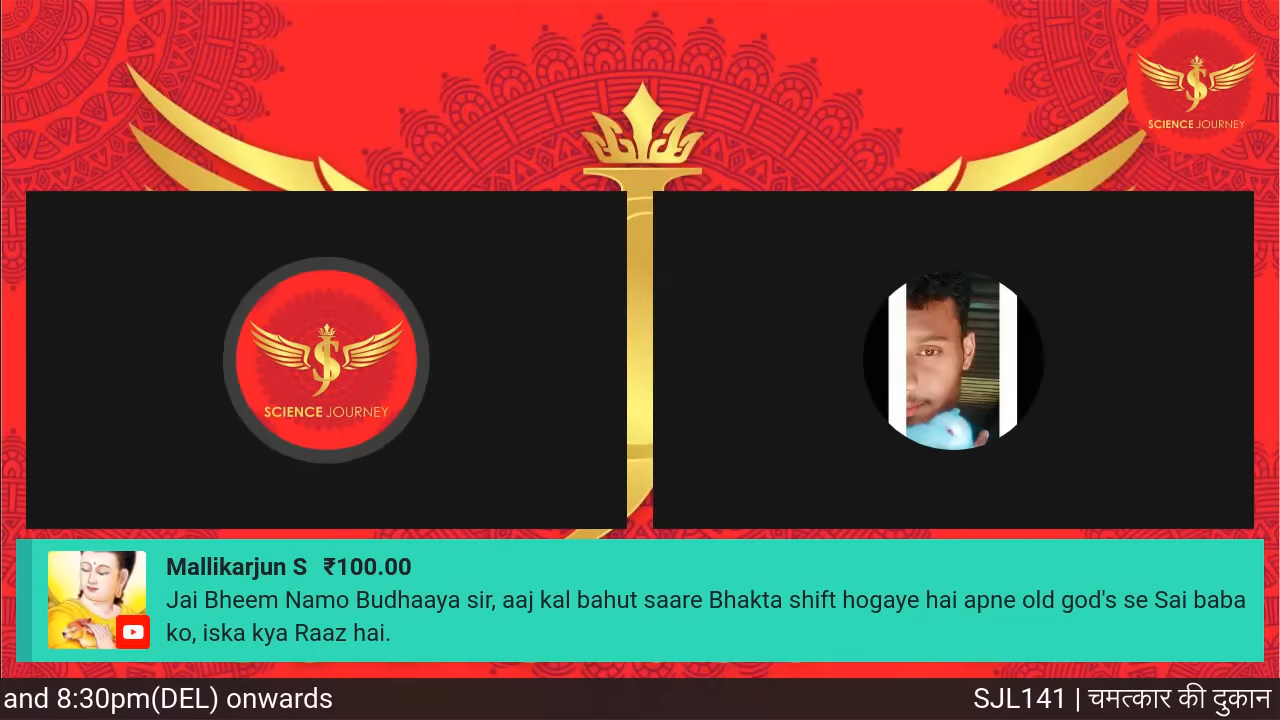 SCIENCE JOURNEY
SCIENCE JOURNEY
Mallikarjun S ₹100.00
Jai Bheem Namo Budhaaya sir, aaj kal bahut saare Bhakta shift hogaye hai apne old god's se Sai baba
ko, iska kya Raaz hai.
and 8:30pm(DEL) onwards
SJL141 | चमत्कार की दुकान